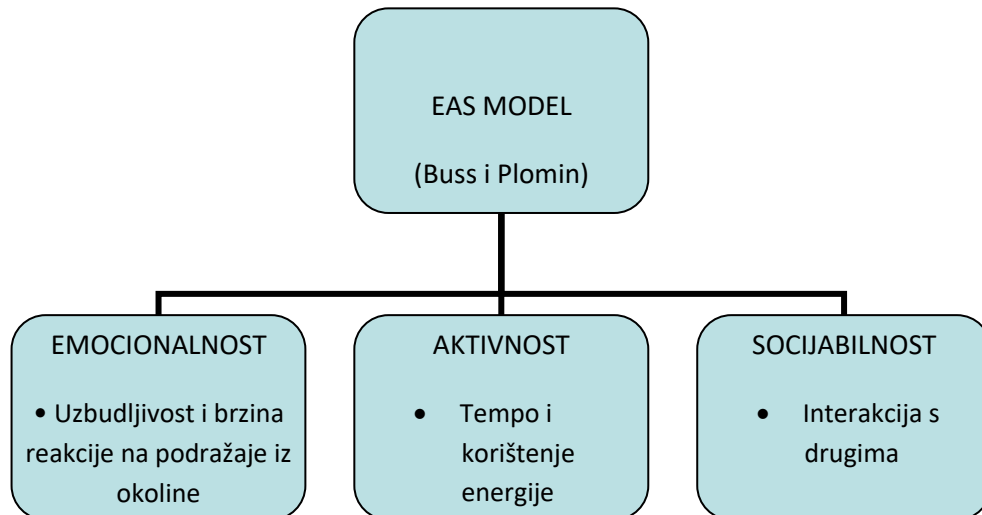 EAS MODEL
(Buss i Plomin)
EMOCIONALNOST
• Uzbudljivost i brzina
reakcije na podražaje iz
okoline
AKTIVNOST
• Tempo i
korištenje
energije
SOCIJABILNOST
• Interakcija s
drugima